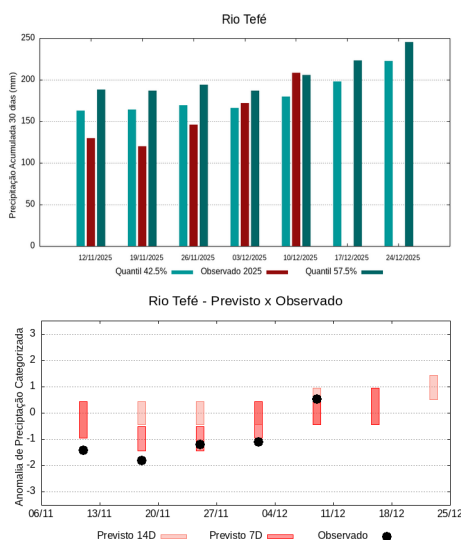 Rio Tefé
Precipitação Acumulada 30 dias (mm)
250
200
150
100
50
0
12/11/2025 19/11/2025 26/11/2025 03/12/2025 10/12/2025 17/12/2025 24/12/2025
Quantil 42.5% Observado 2025 Quantil 57.5%
Rio Tefé - Previsto x Observado
Anomalia de Precipitação Categorizada
3
2
1
0
-1
-2
-3
06/11 13/11 20/11 27/11 04/12 11/12 18/12 25/12
Previsto 14D Previsto 7D Observado